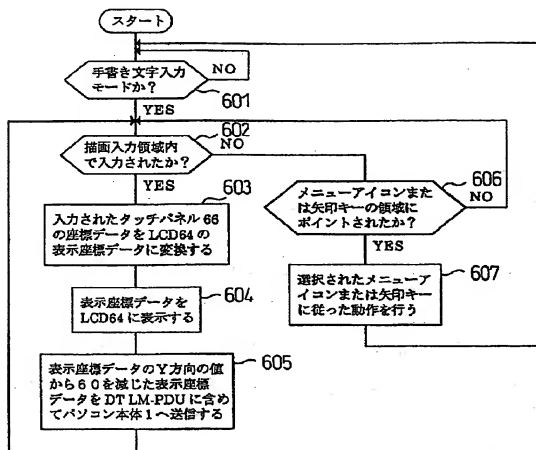 スタート
手書き文字入力
モードか?
NO
601
YES
602
描画入力領域内
で入力されたか?
NO
YES
603
入力されたタッチパネル66
の座標データをLCD64の
表示座標データに変換する
604
表示座標データを
LCD64に表示する
605
表示座標データのY方向の値
から60を減じた表示座標
データをDTLM-PDUに含め
てパソコン本体1へ送信する
606
メニューアイコンまた
は矢印キーの領域に
ポイントされたか?
NO
YES
607
選択されたメニューア
イコンまたは矢印キー
に従った動作を行う